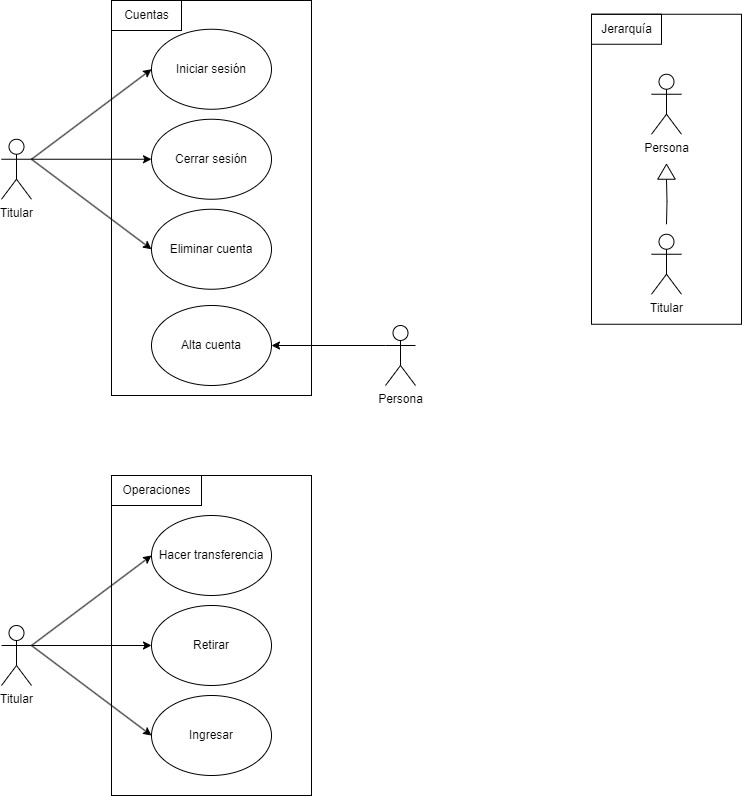 Cuentas
Iniciar sesión
Cerrar sesión
Titular
Eliminar cuenta
Alta cuenta
Persona
Jerarquía
Persona
Titular
Operaciones
Hacer transferencia
Retirar
Titular
Ingresar